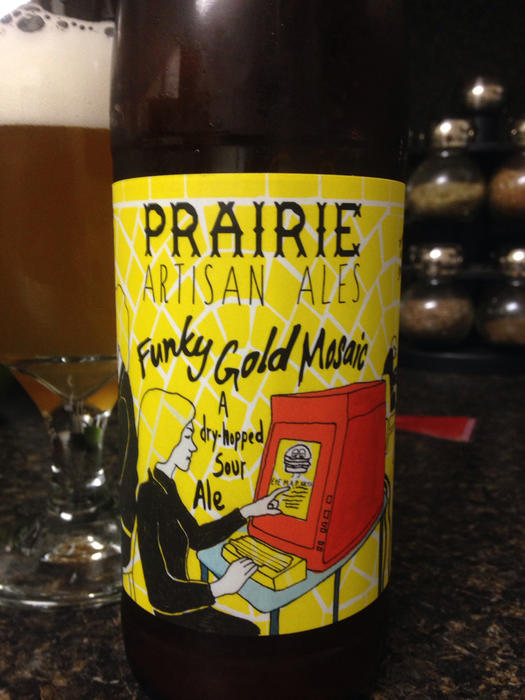 PRAIRIE
ARTISAN ALES
Funky Gold Mosaic
A
dry-hopped
Sour
Ale